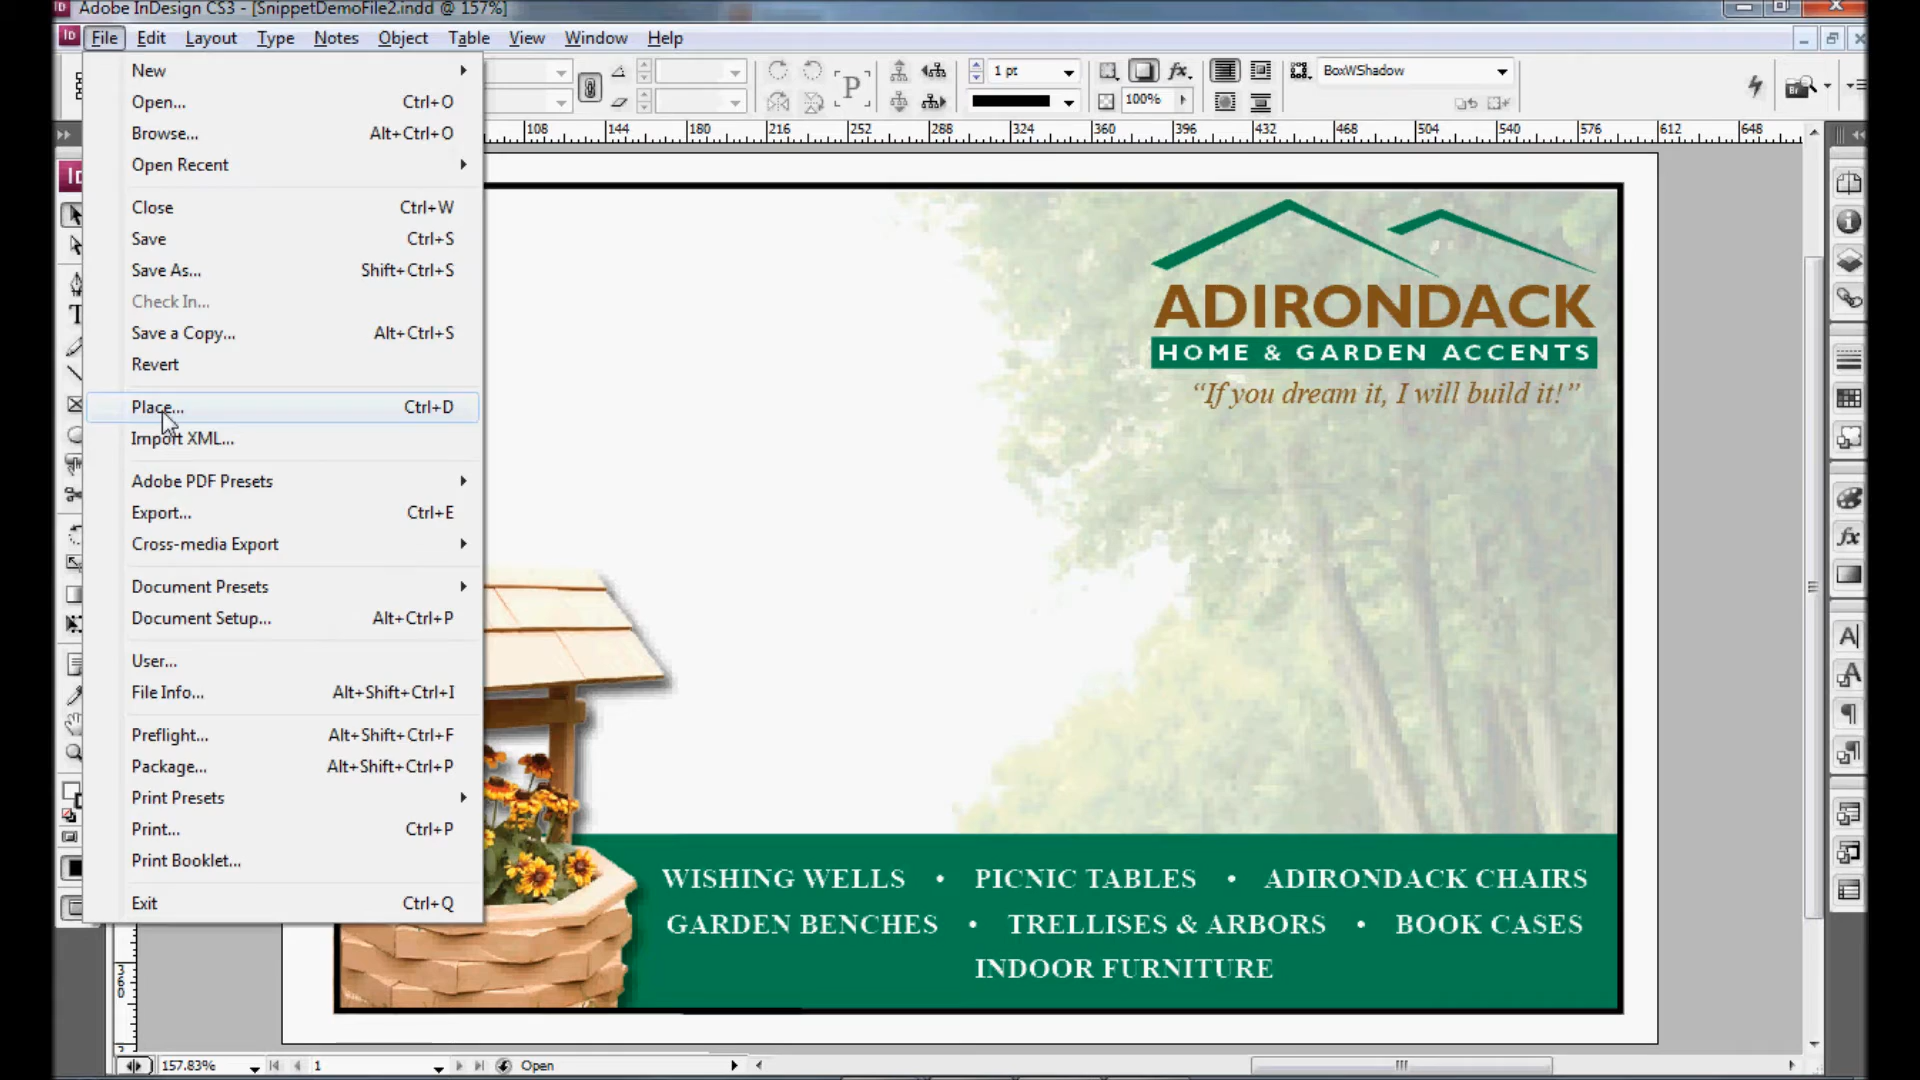 Adobe InDesign CS3 - [SnippetDemoFile2.indd @ 157%]
File Edit Layout Type Notes Object Table View Window Help
New
Open... Ctrl+O
Browse... Alt+Ctrl+O
Open Recent
Close Ctrl+W
Save Ctrl+S
Save As... Shift+Ctrl+S
Check In...
Save a Copy... Alt+Ctrl+S
Revert
Place... Ctrl+D
Import XML...
Adobe PDF Presets
Export... Ctrl+E
Cross-media Export
Document Presets
Document Setup... Alt+Ctrl+P
User...
File Info... Alt+Shift+Ctrl+I
Preflight... Alt+Shift+Ctrl+F
Package... Alt+Shift+Ctrl+P
Print Presets
Print... Ctrl+P
Print Booklet...
Exit Ctrl+Q
1 pt
BoxWShadow
100%
108 144 180 216 252 288 324 360 396 432 468 504 540 576 612 648
ADIRONDACK
HOME & GARDEN ACCENTS
“If you dream it, I will build it!”
WISHING WELLS • PICNIC TABLES • ADIRONDACK CHAIRS
GARDEN BENCHES • TRELLISES & ARBORS • BOOK CASES
INDOOR FURNITURE
360
157.83% 1 Open